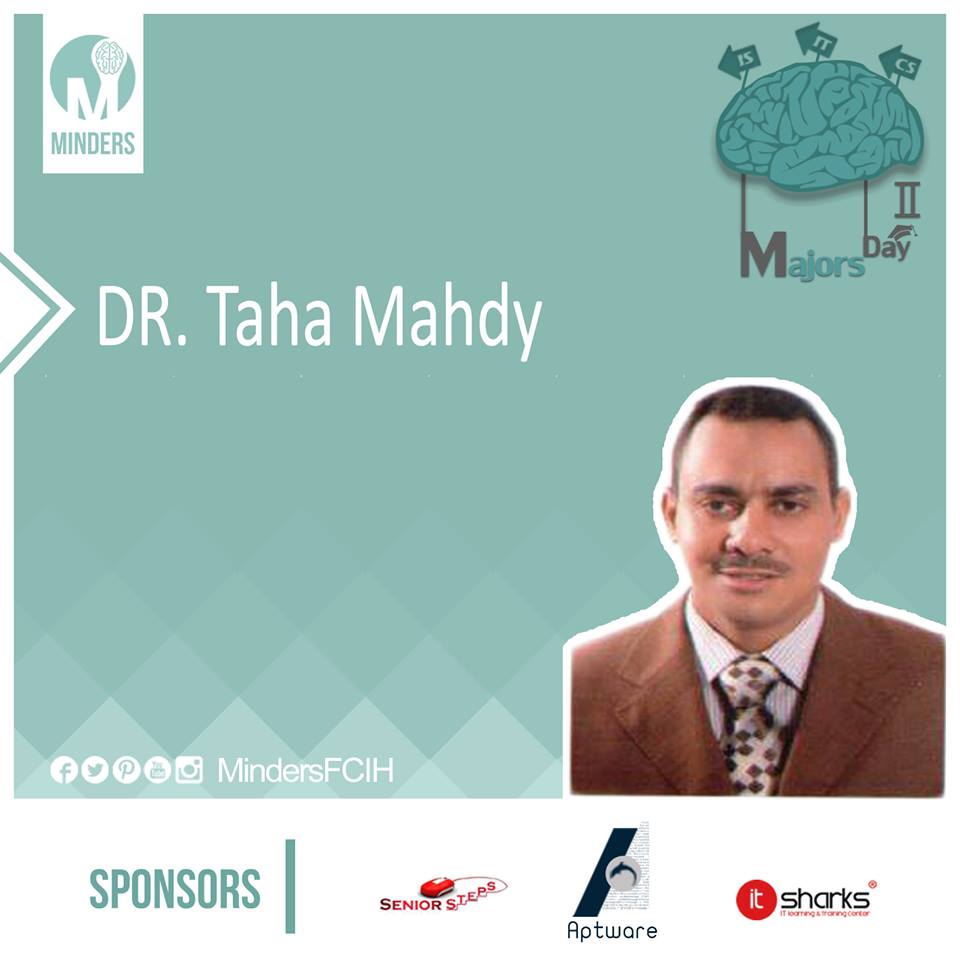 MINDERS
IS
IT
CS
II
Majors Day
DR. Taha Mahdy
MindersFCIH
SPONSORS
SENIOR STEPS
Aptware
it sharks®
IT learning & training center